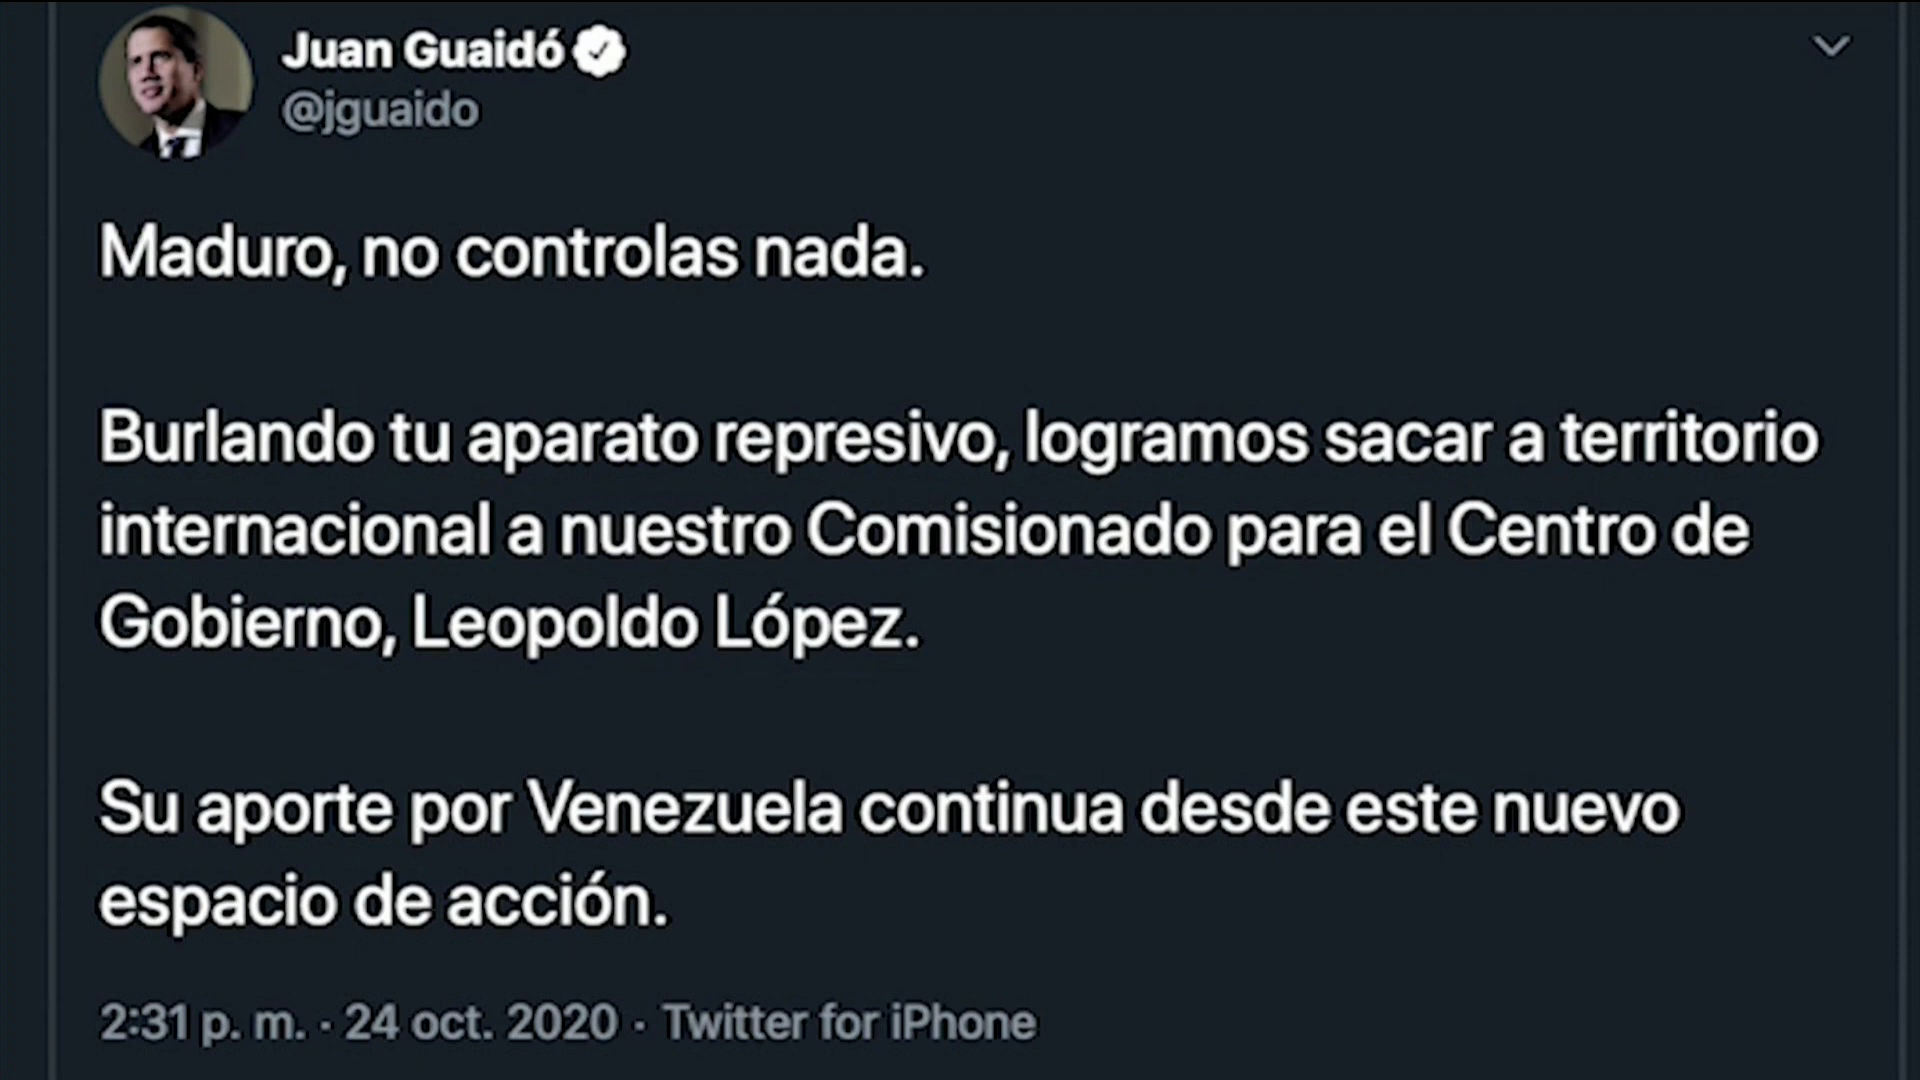 Juan Guaidó
@jguaido
Maduro, no controlas nada.
Burlando tu aparato represivo, logramos sacar a territorio
internacional a nuestro Comisionado para el Centro de
Gobierno, Leopoldo López.
Su aporte por Venezuela continua desde este nuevo
espacio de acción.
2:31 p. m. · 24 oct. 2020 · Twitter for iPhone